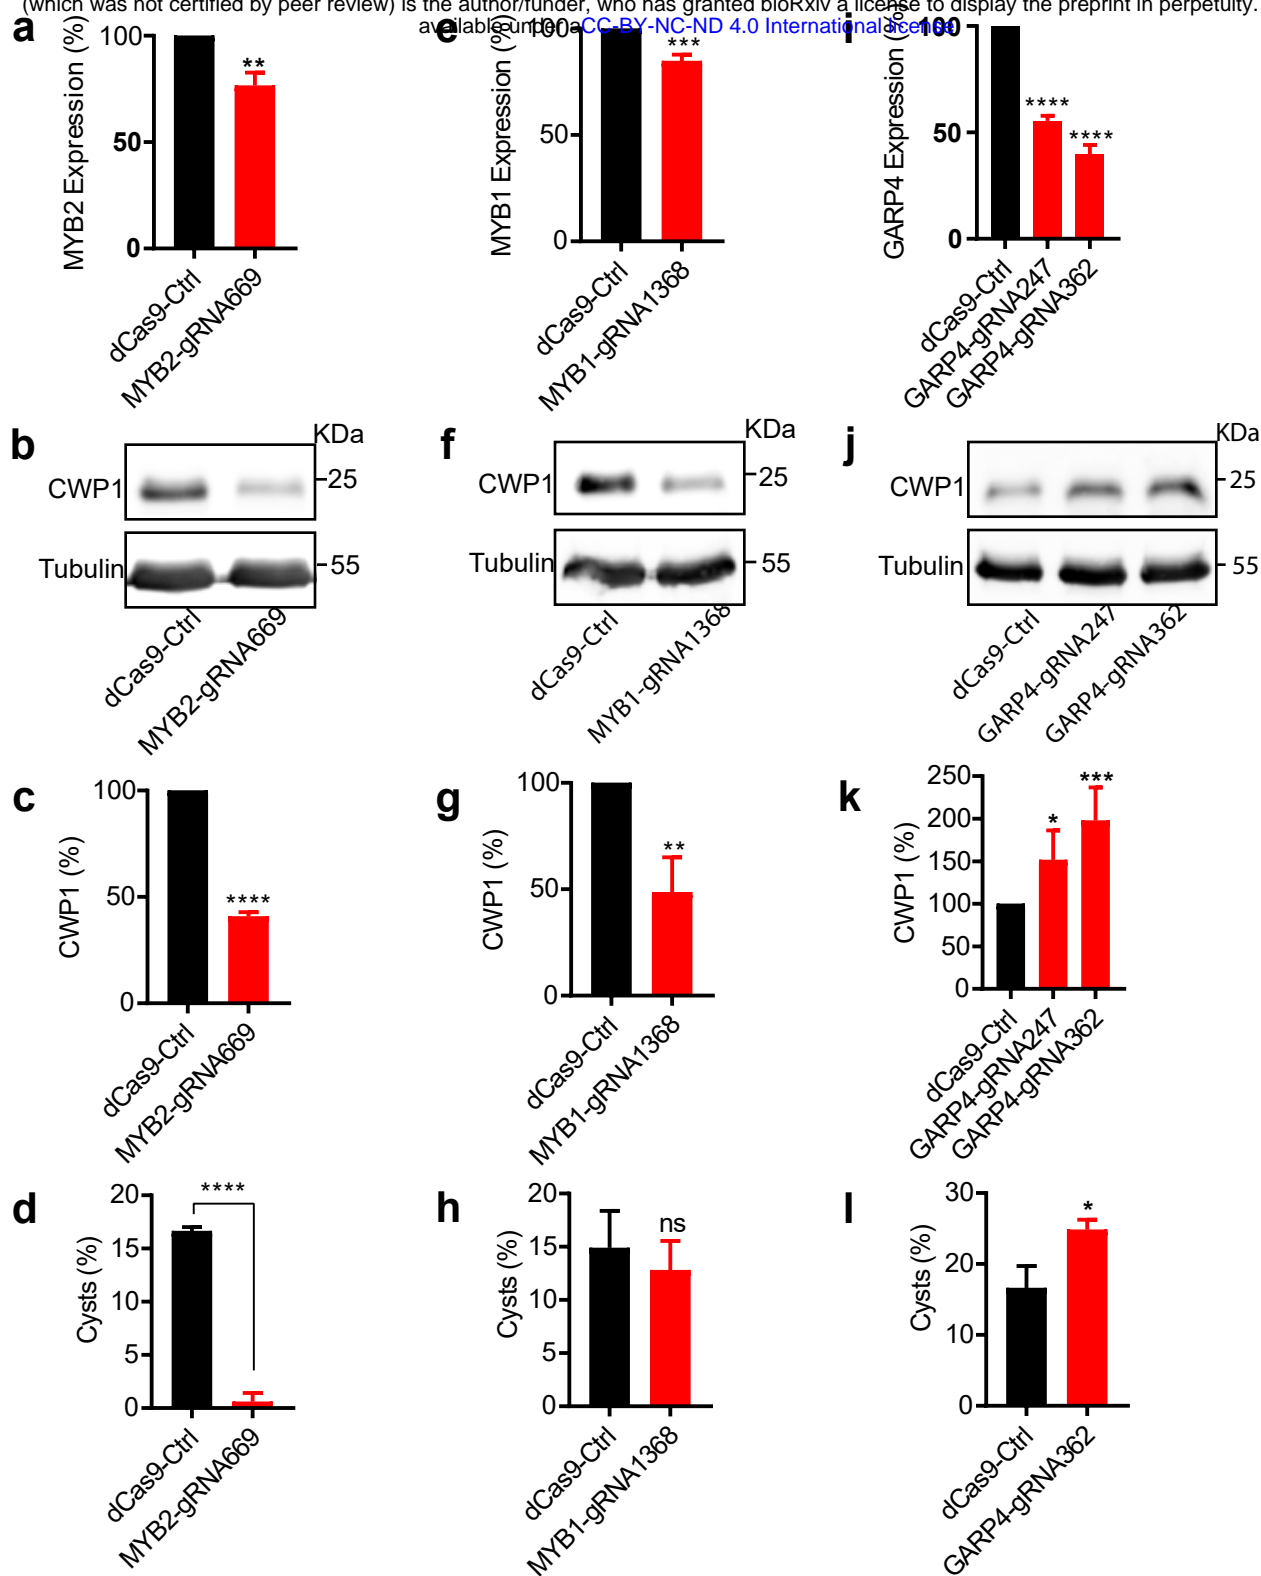 (which was not certified by peer review) is the author/funder, who has granted bioRxiv a license to display the preprint in perpetuity.
available under aCC-BY-NC-ND 4.0 International license
a
MYB2 Expression (%)
100
50
0
**
dCas9-Ctrl
MYB2-gRNA669
e
MYB1 Expression (%)
100
50
0
***
dCas9-Ctrl
MYB1-gRNA1368
i
GARP4 Expression (%)
100
50
0
****
****
dCas9-Ctrl
GARP4-gRNA247
GARP4-gRNA362
b
KDa
CWP1
25
Tubulin
55
dCas9-Ctrl
MYB2-gRNA669
f
KDa
CWP1
25
Tubulin
55
dCas9-Ctrl
MYB1-gRNA1368
j
KDa
CWP1
25
Tubulin
55
dCas9-Ctrl
GARP4-gRNA247
GARP4-gRNA362
c
CWP1 (%)
100
50
0
****
dCas9-Ctrl
MYB2-gRNA669
g
CWP1 (%)
100
50
0
**
dCas9-Ctrl
MYB1-gRNA1368
k
CWP1 (%)
250
200
150
100
50
0
*
***
dCas9-Ctrl
GARP4-gRNA247
GARP4-gRNA362
d
Cysts (%)
20
15
10
5
0
****
dCas9-Ctrl
MYB2-gRNA669
h
Cysts (%)
20
15
10
5
0
ns
dCas9-Ctrl
MYB1-gRNA1368
l
Cysts (%)
30
20
10
0
*
dCas9-Ctrl
GARP4-gRNA362